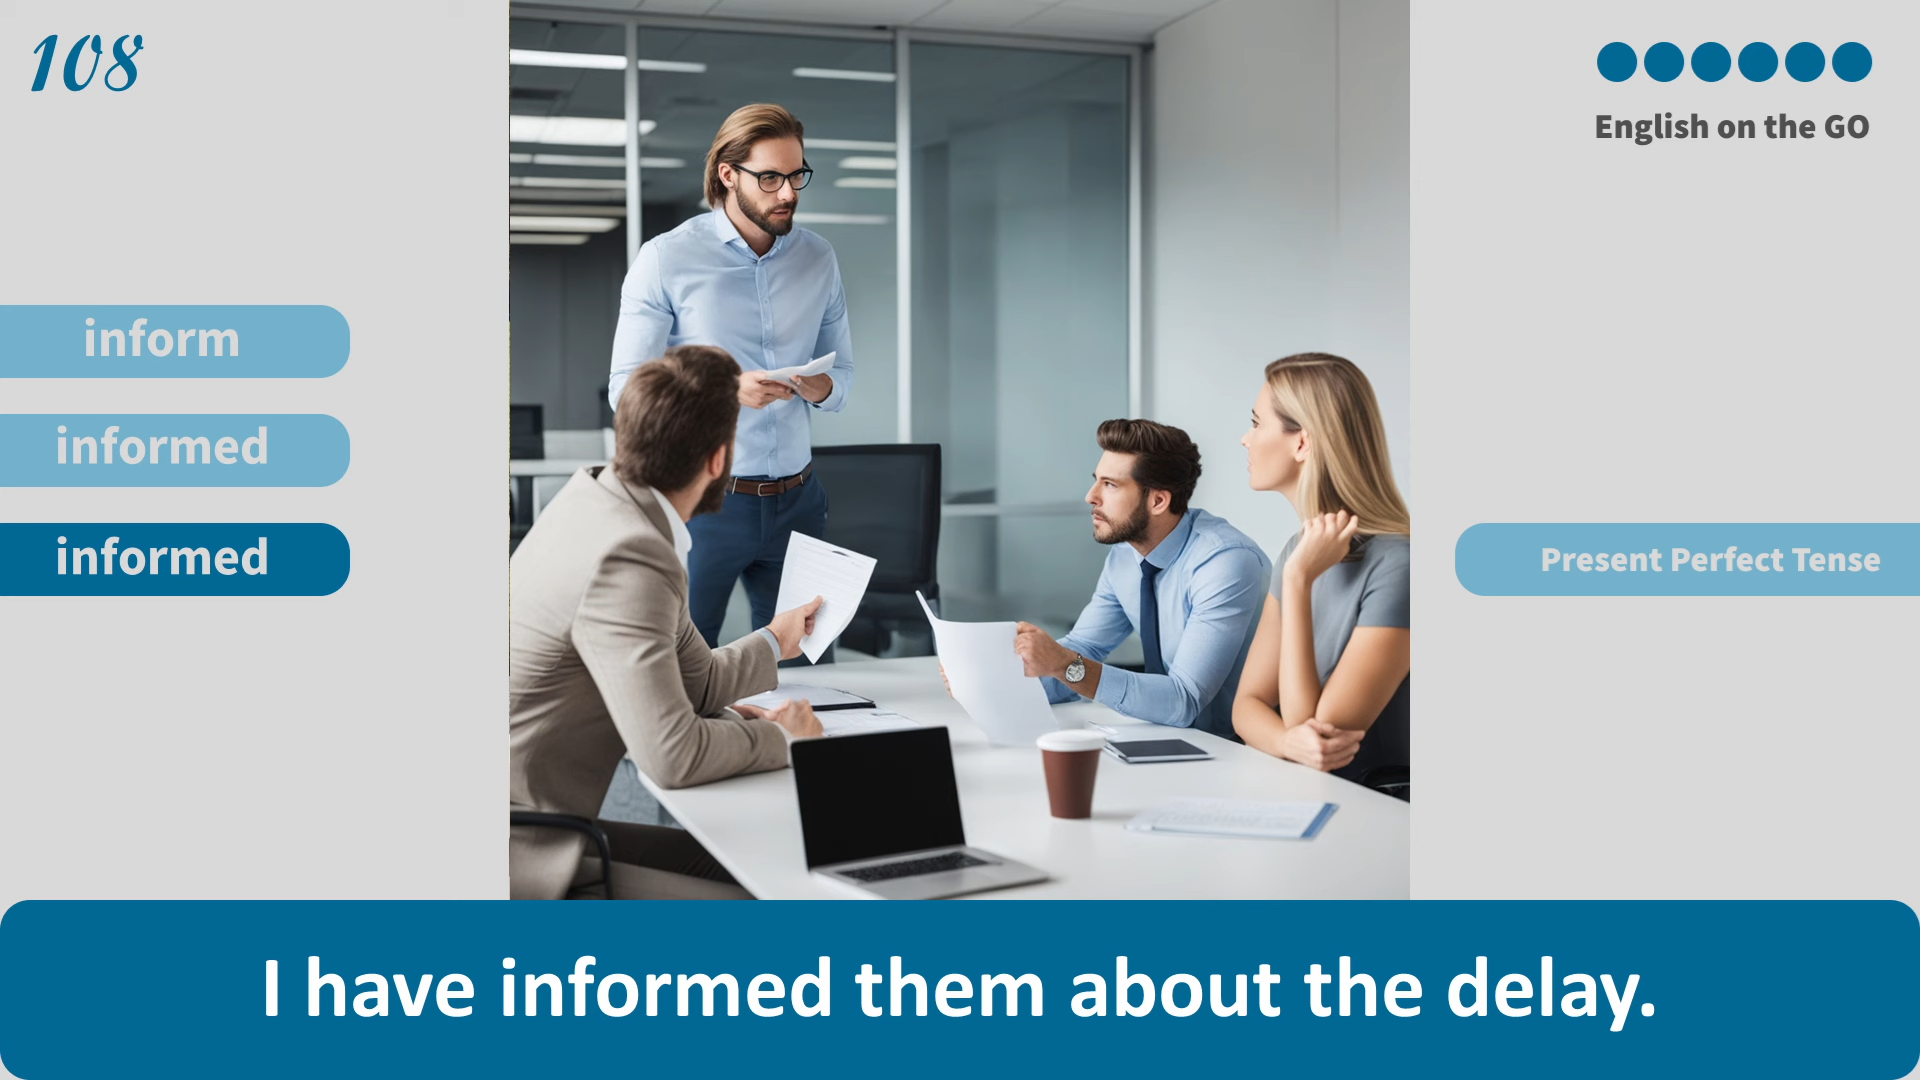 108
English on the GO
inform
informed
informed
Present Perfect Tense
I have informed them about the delay.